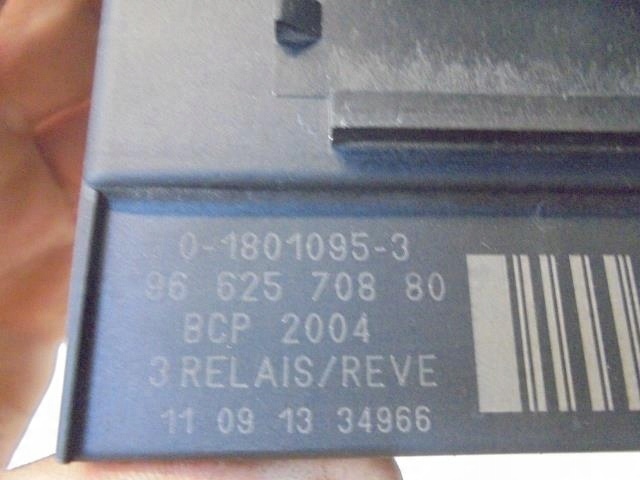 0-1801095-3
96 625 708 80
BCP 2004
3 RELAIS/REVE
11 09 13 34966